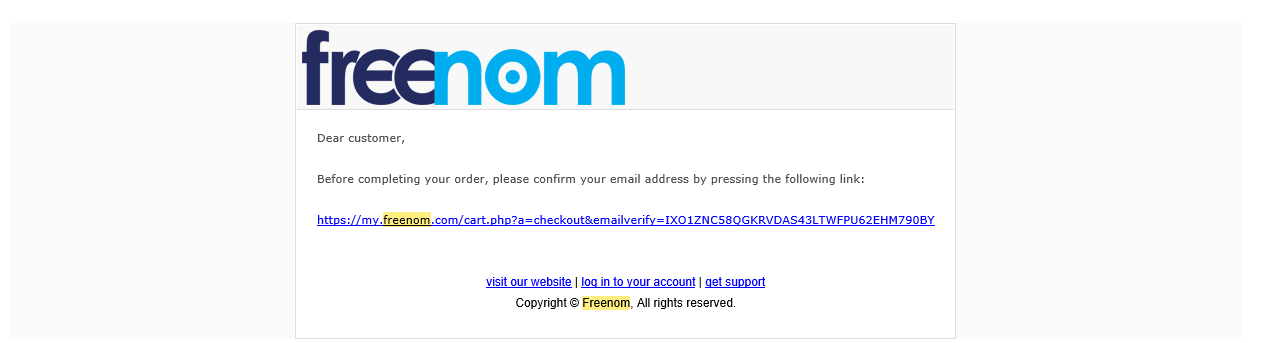 freenom
Dear customer,
Before completing your order, please confirm your email address by pressing the following link:
https://my.freenom.com/cart.php?a=checkout&emailverify=IXO1ZNC58QGKRVDAS43LTWFPU62EHM790BY
visit our website | log in to your account | get support
Copyright © Freenom, All rights reserved.